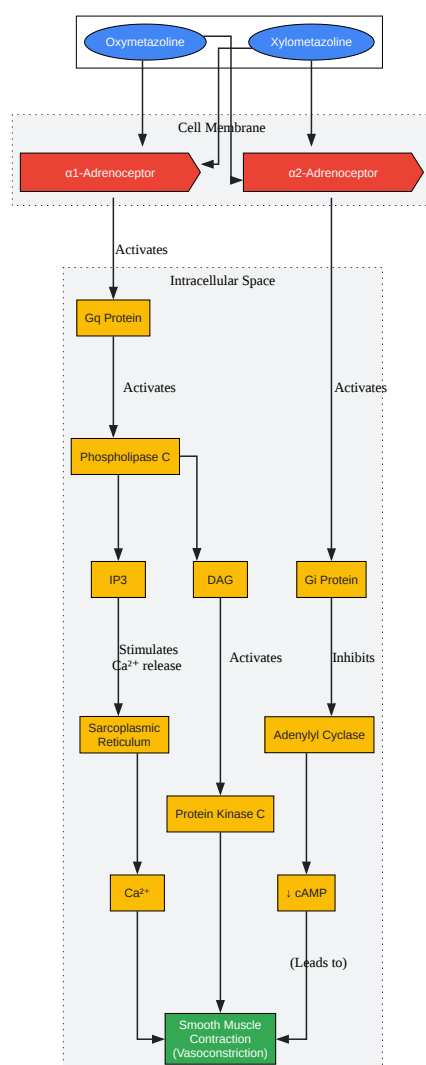 Oxymetazoline
Xylometazoline
Cell Membrane
α1-Adrenoceptor
α2-Adrenoceptor
Activates
Intracellular Space
Gq Protein
Activates
Activates
Phospholipase C
IP3
DAG
Gi Protein
Stimulates
Ca²⁺ release
Activates
Inhibits
Sarcoplasmic
Reticulum
Adenylyl Cyclase
Protein Kinase C
Ca²⁺
↓ cAMP
(Leads to)
Smooth Muscle
Contraction
(Vasoconstriction)